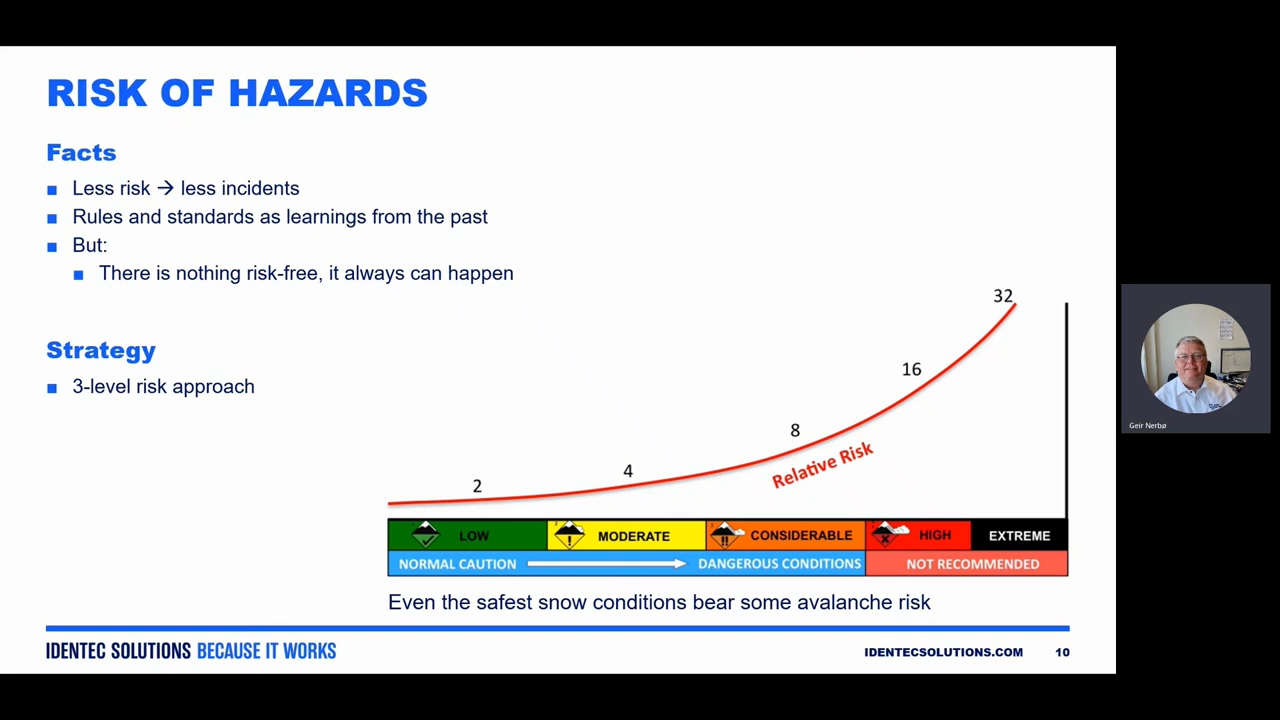 RISK OF HAZARDS
Facts
Less risk → less incidents
Rules and standards as learnings from the past
But:
There is nothing risk-free, it always can happen
Strategy
3-level risk approach
32
16
8
4
2
Relative Risk
LOW
MODERATE
CONSIDERABLE
HIGH
EXTREME
NORMAL CAUTION
DANGEROUS CONDITIONS
NOT RECOMMENDED
Even the safest snow conditions bear some avalanche risk
IDENTEC SOLUTIONS BECAUSE IT WORKS
IDENTECSOLUTIONS.COM
10
Geir Nerbø